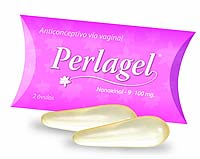 Anticonceptivo vía vaginal
Perlagel®
Nonoxinol - 9 100 mg.
2 óvulos